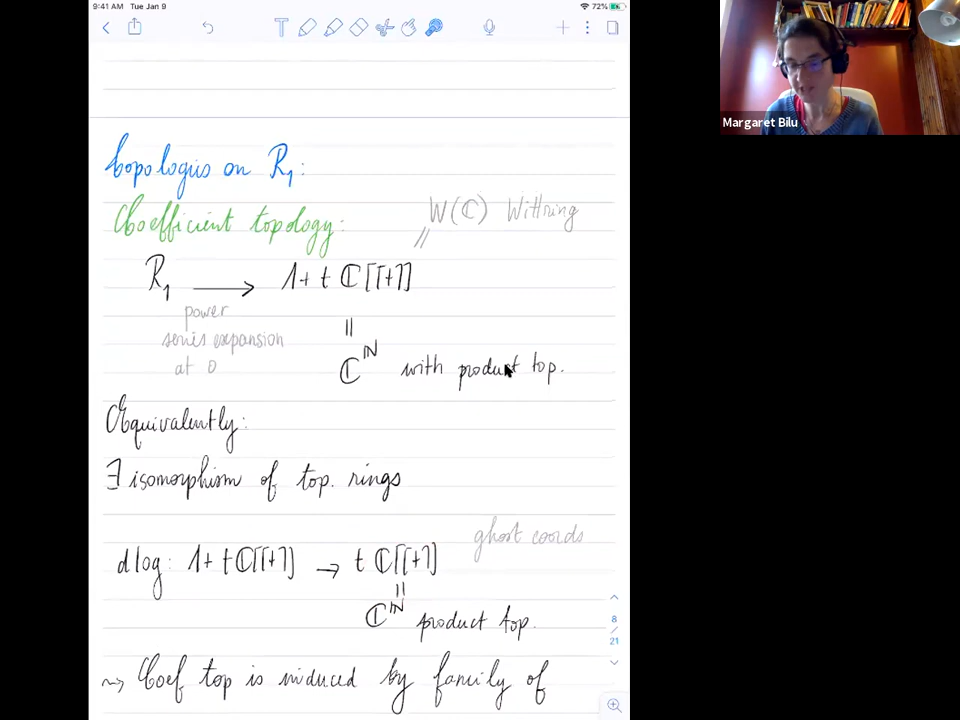 9:41 AM Tue Jan 9
72%
Topologies on R₁:
Coefficient topology:
W(ℂ) Witt ring
||
R₁ → 1 + t ℂ[[t]]
power
series expansion
at 0
||
ℂ^ℕ with product top.
Equivalently:
∃ isomorphism of top. rings
ghost coords
dlog: 1 + tℂ[[t]] → t ℂ[[t]]
||
ℂ^ℕ product top.
⇝ Coef top is induced by family of
8
/
21
Margaret Bilu